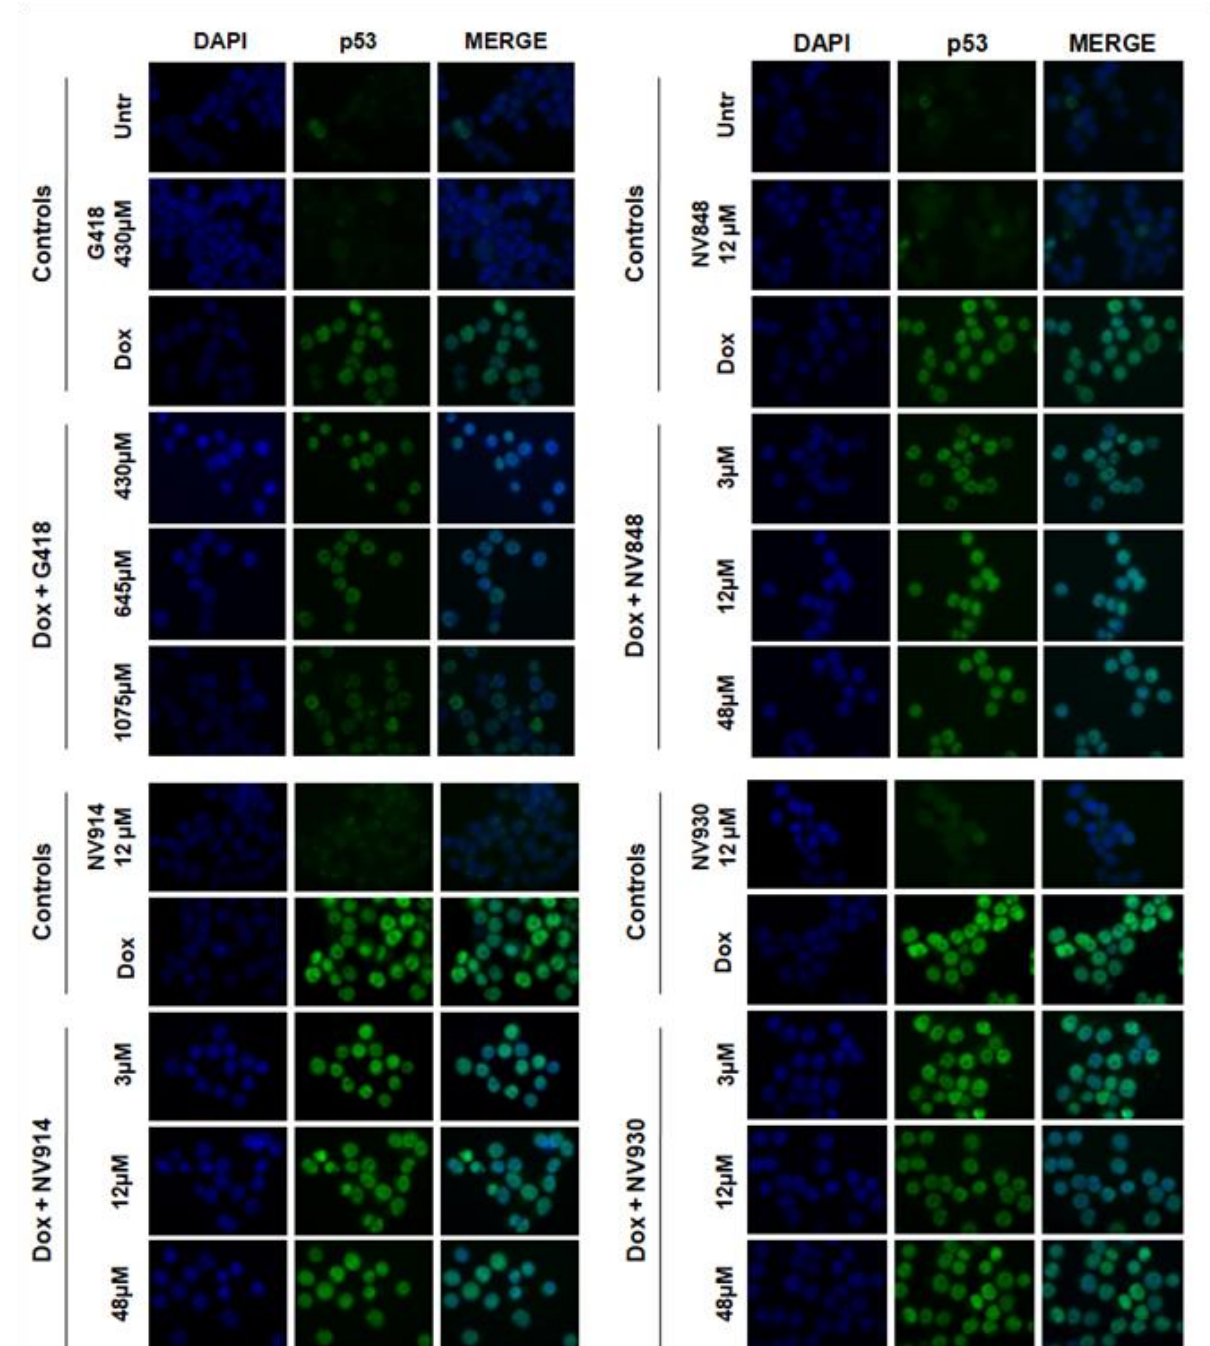 DAPI p53 MERGE
Controls
Untr
G418
430µM
Dox
Dox + G418
430µM
645µM
1075µM
DAPI p53 MERGE
Controls
Untr
NV848
12 µM
Dox
Dox + NV848
3µM
12µM
48µM
Controls
NV914
12 µM
Dox
Dox + NV914
3µM
12µM
48µM
Controls
NV930
12 µM
Dox
Dox + NV930
3µM
12µM
48µM